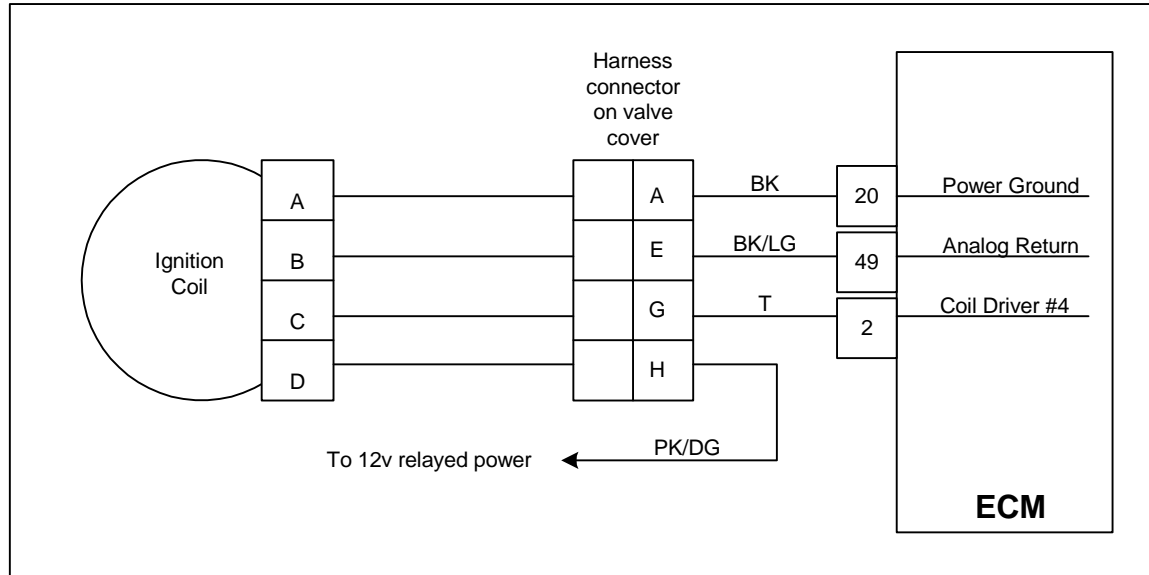 Harness
connector
on valve
cover
Ignition
Coil
A
B
C
D
A
E
G
H
BK
BK/LG
T
PK/DG
To 12v relayed power
20
49
2
Power Ground
Analog Return
Coil Driver #4
ECM